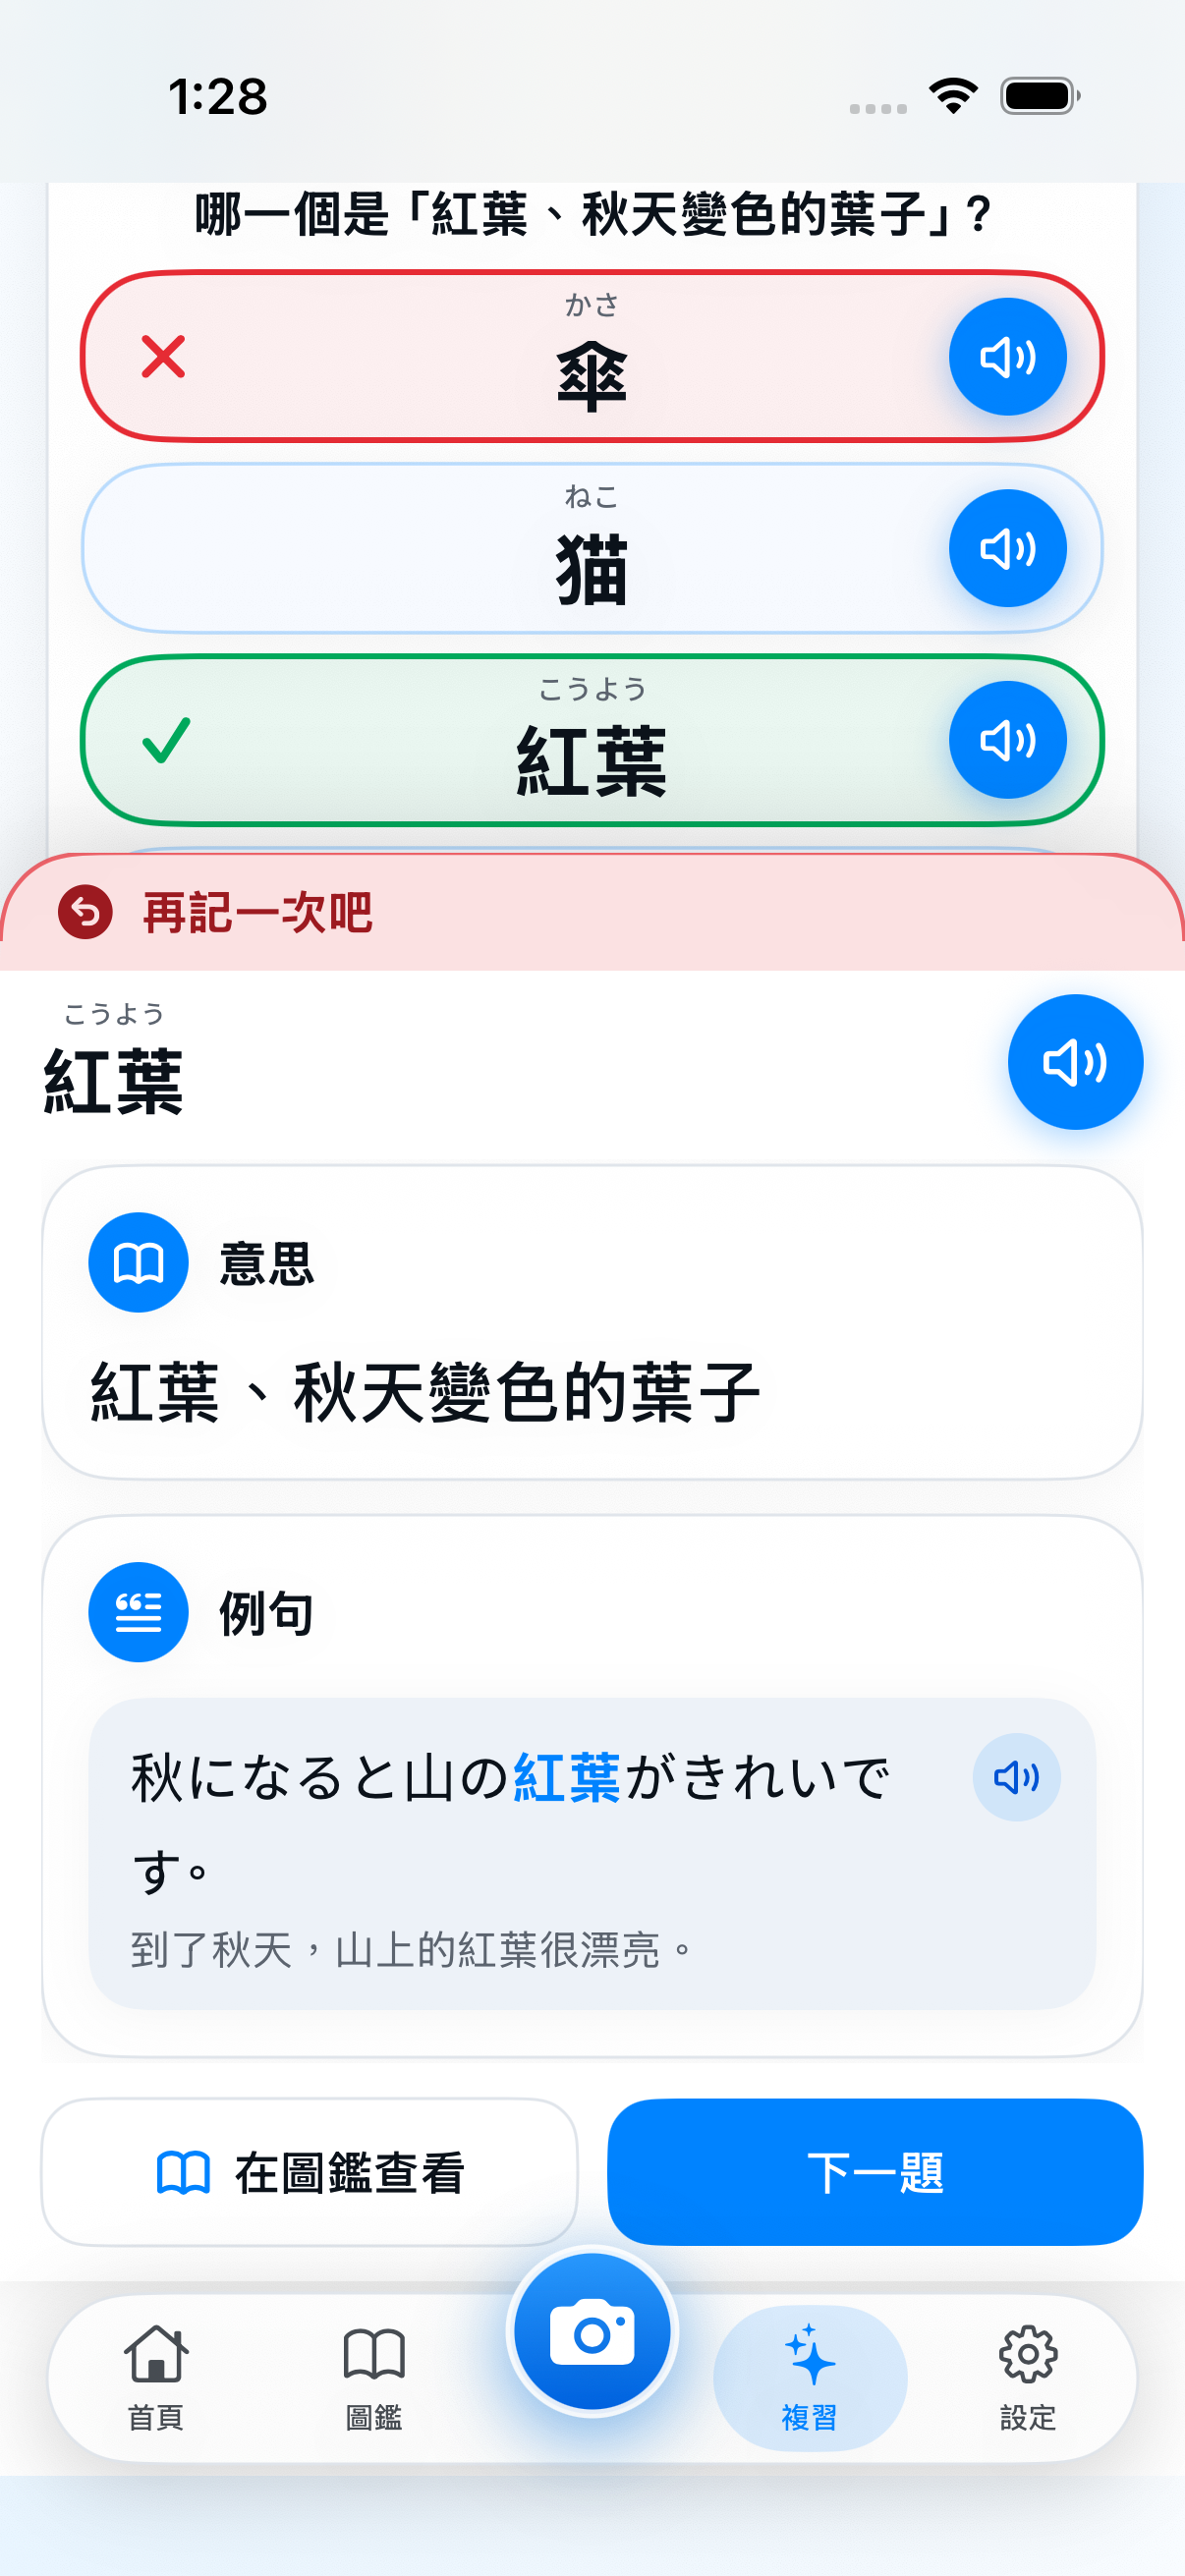 1:28
哪一個是「紅葉、秋天變色的葉子」?
かさ
傘
ねこ
猫
こうよう
紅葉
再記一次吧
こうよう
紅葉
意思
紅葉、秋天變色的葉子
例句
秋になると山の紅葉がきれいで
す。
到了秋天，山上的紅葉很漂亮。
在圖鑑查看
下一題
首頁
圖鑑
複習
設定